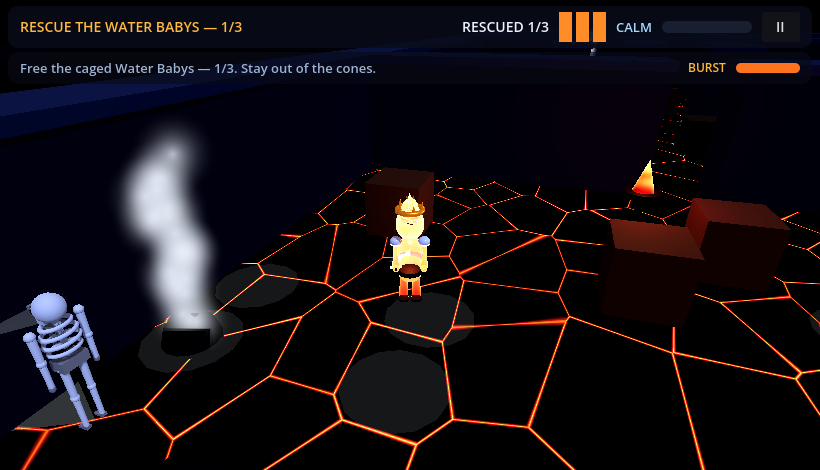 RESCUE THE WATER BABYS — 1/3
RESCUED 1/3
CALM
Free the caged Water Babys — 1/3. Stay out of the cones.
BURST